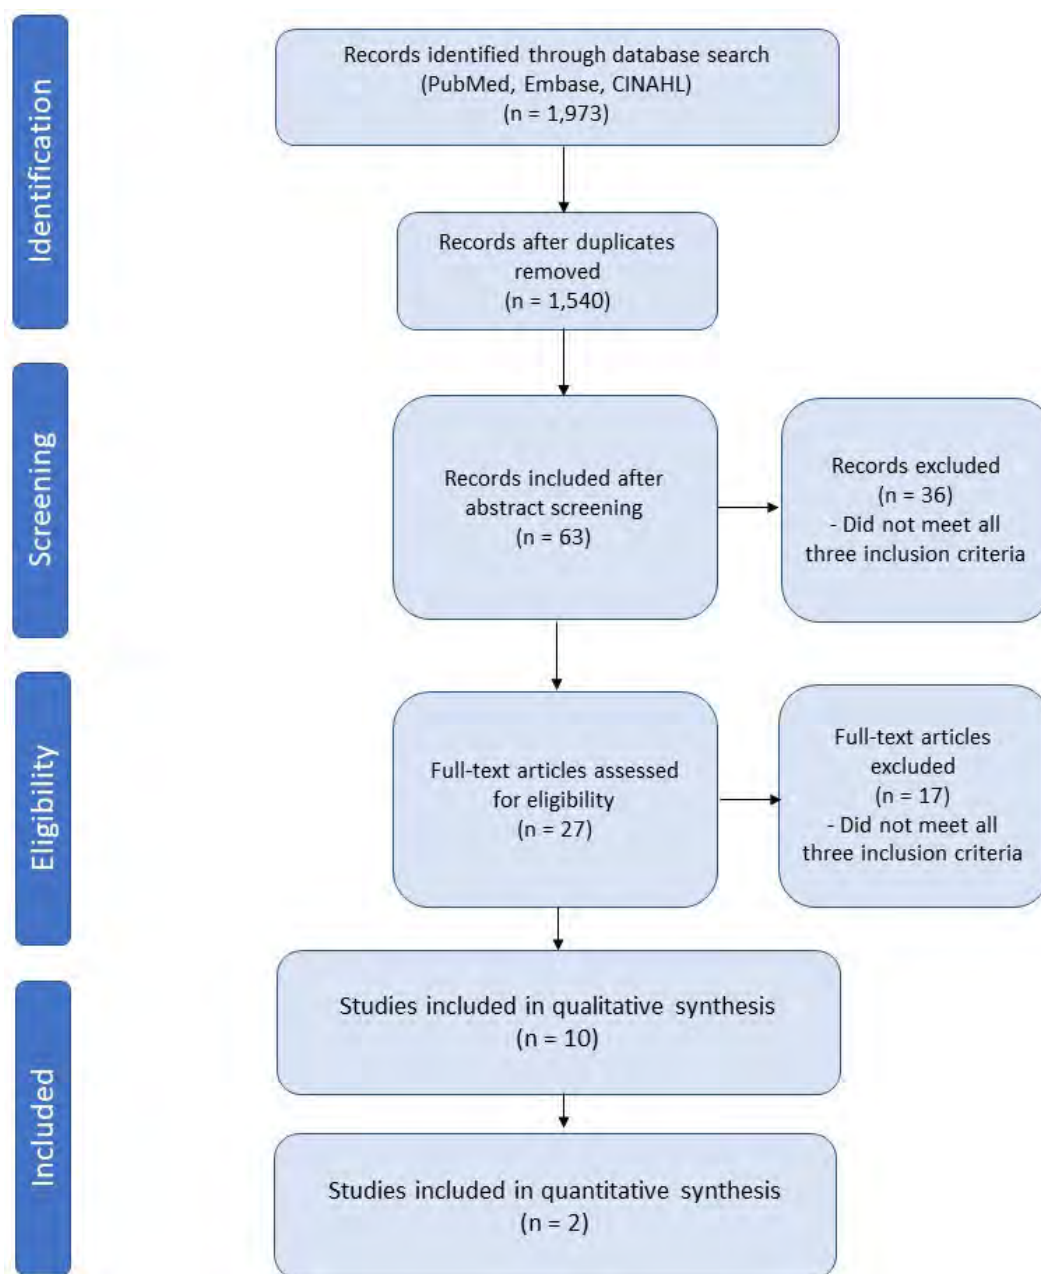 Identification
Records identified through database search
(PubMed, Embase, CINAHL)
(n = 1,973)
Records after duplicates
removed
(n = 1,540)
Screening
Records included after
abstract screening
(n = 63)
Records excluded
(n = 36)
- Did not meet all
three inclusion criteria
Eligibility
Full-text articles assessed
for eligibility
(n = 27)
Full-text articles
excluded
(n = 17)
- Did not meet all
three inclusion criteria
Included
Studies included in qualitative synthesis
(n = 10)
Studies included in quantitative synthesis
(n = 2)